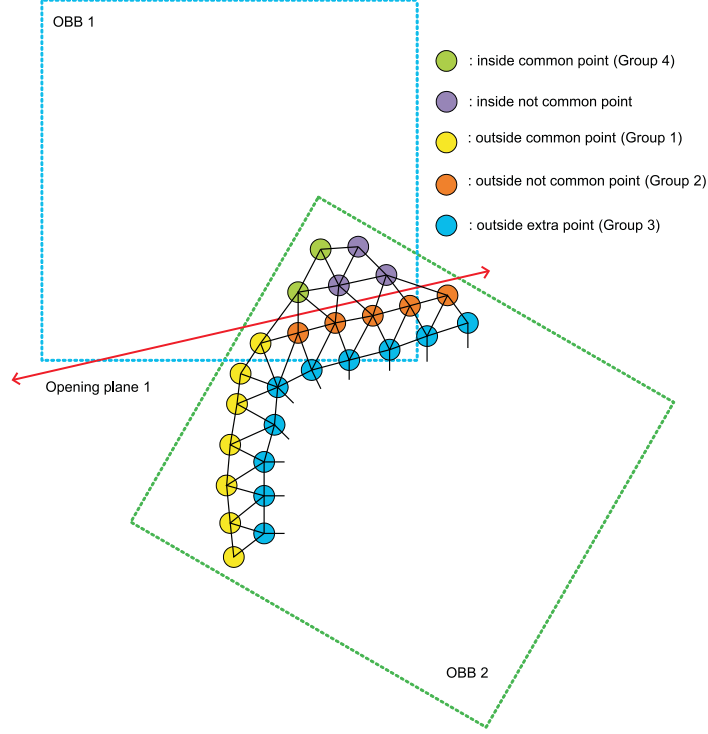 OBB 1
: inside common point (Group 4)
: inside not common point
: outside common point (Group 1)
: outside not common point (Group 2)
: outside extra point (Group 3)
Opening plane 1
OBB 2